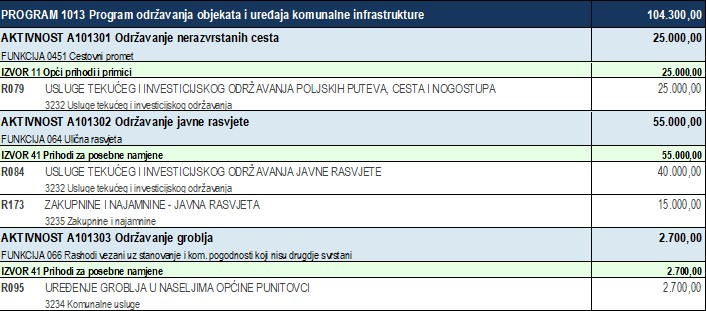 PROGRAM 1013 Program održavanja objekata i uređaja komunalne infrastrukture 104.300,00
AKTIVNOST A101301 Održavanje nerazvrstanih cesta 25.000,00
FUNKCIJA 0451 Cestovni promet
IZVOR 11 Opći prihodi i primici 25.000,00
R079 USLUGE TEKUĆEG I INVESTICIJSKOG ODRŽAVANJA POLJSKIH PUTEVA, CESTA I NOGOSTUPA 25.000,00
3232 Usluge tekućeg i investicijskog održavanja
AKTIVNOST A101302 Održavanje javne rasvjete 55.000,00
FUNKCIJA 064 Ulična rasvjeta
IZVOR 41 Prihodi za posebne namjene 55.000,00
R084 USLUGE TEKUĆEG I INVESTICIJSKOG ODRŽAVANJA JAVNE RASVJETE 40.000,00
3232 Usluge tekućeg i investicijskog održavanja
R173 ZAKUPNINE I NAJAMNINE - JAVNA RASVJETA 15.000,00
3235 Zakupnine i najamnine
AKTIVNOST A101303 Održavanje groblja 2.700,00
FUNKCIJA 066 Rashodi vezani uz stanovanje i kom. pogodnosti koji nisu drugdje svrstani
IZVOR 41 Prihodi za posebne namjene 2.700,00
R095 UREĐENJE GROBLJA U NASELJIMA OPĆINE PUNITOVCI 2.700,00
3234 Komunalne usluge